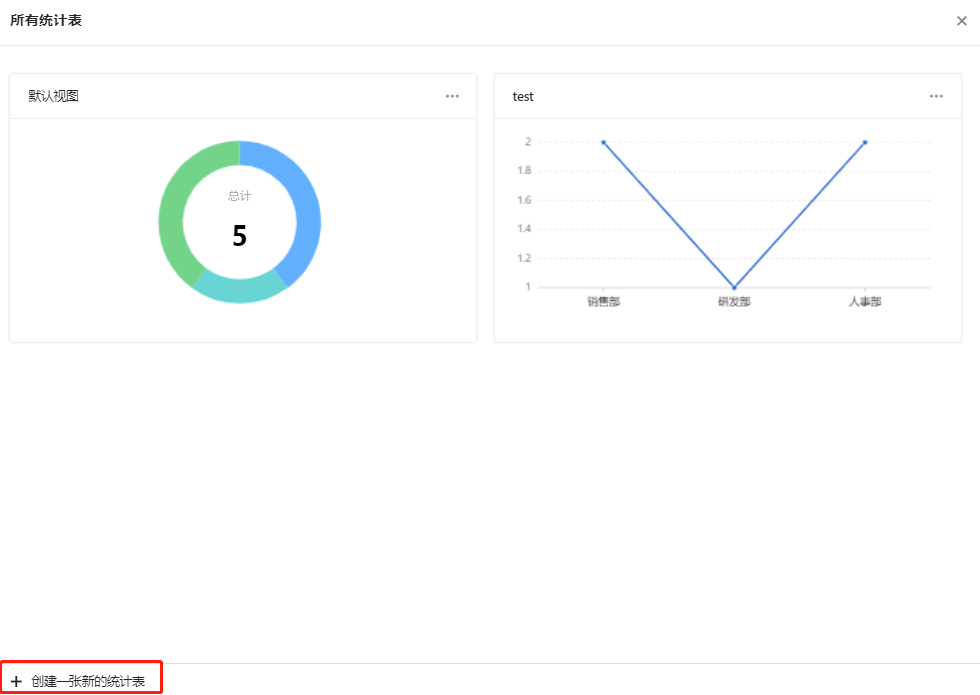 所有统计表
默认视图
总计
5
test
2
1.8
1.6
1.4
1.2
1
销售部 研发部 人事部
创建一张新的统计表